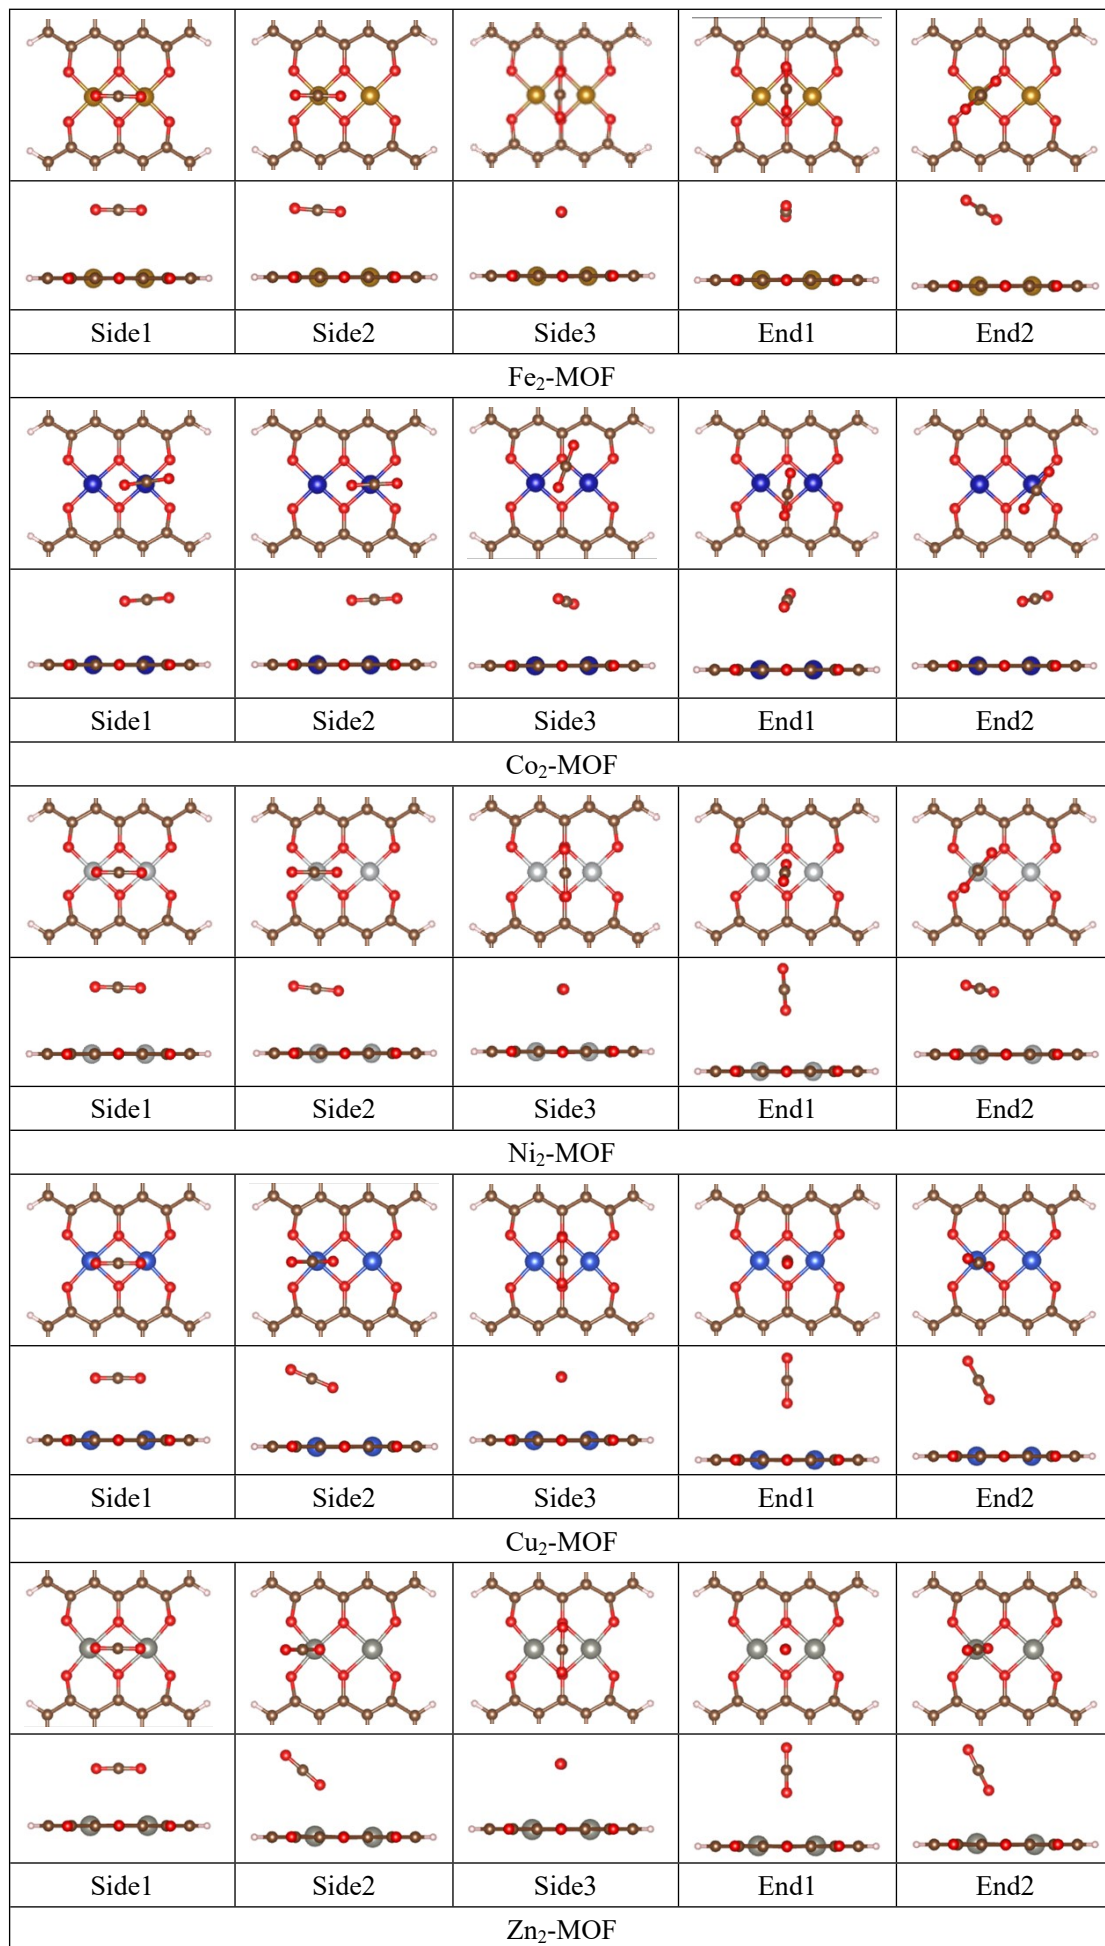 Side1 Side2 Side3 End1 End2
Fe₂-MOF
Side1 Side2 Side3 End1 End2
Co₂-MOF
Side1 Side2 Side3 End1 End2
Ni₂-MOF
Side1 Side2 Side3 End1 End2
Cu₂-MOF
Side1 Side2 Side3 End1 End2
Zn₂-MOF